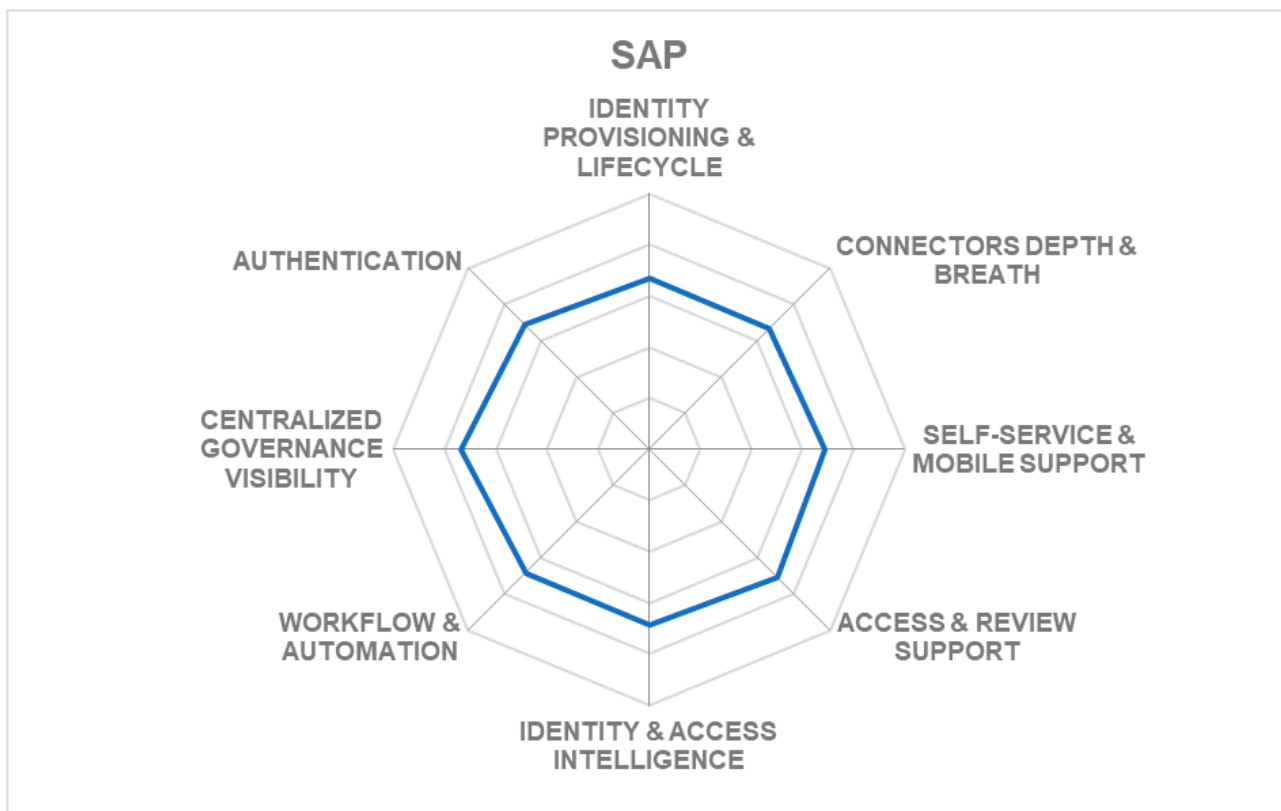 SAP
IDENTITY
PROVISIONING &
LIFECYCLE
CONNECTORS DEPTH &
BREATH
SELF-SERVICE &
MOBILE SUPPORT
ACCESS & REVIEW
SUPPORT
IDENTITY & ACCESS
INTELLIGENCE
WORKFLOW &
AUTOMATION
CENTRALIZED
GOVERNANCE
VISIBILITY
AUTHENTICATION